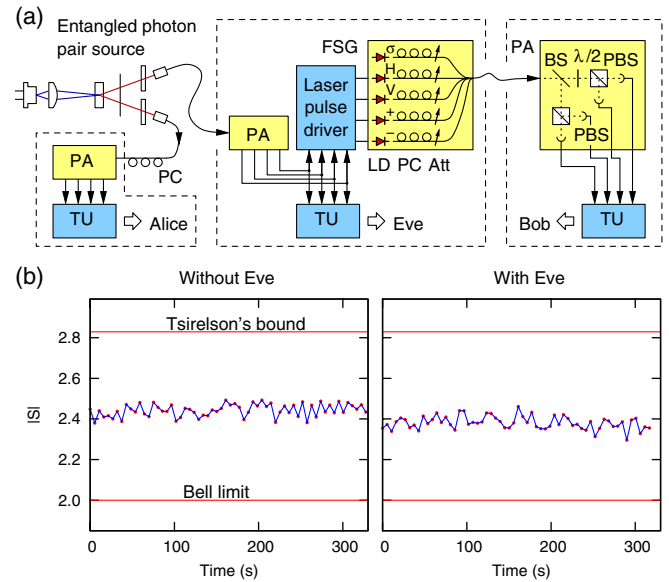 (a)
Entangled photon
pair source
PA
PC
TU
Alice
FSG
PA
Laser
pulse
driver
σ
H
V
+
−
LD PC Att
TU
Eve
PA
BS λ/2 PBS
PBS
Bob
TU
(b)
Without Eve
With Eve
|S|
2.8
2.6
2.4
2.2
2.0
Tsirelson's bound
Bell limit
0 100 200 300
0 100 200 300
Time (s)
Time (s)